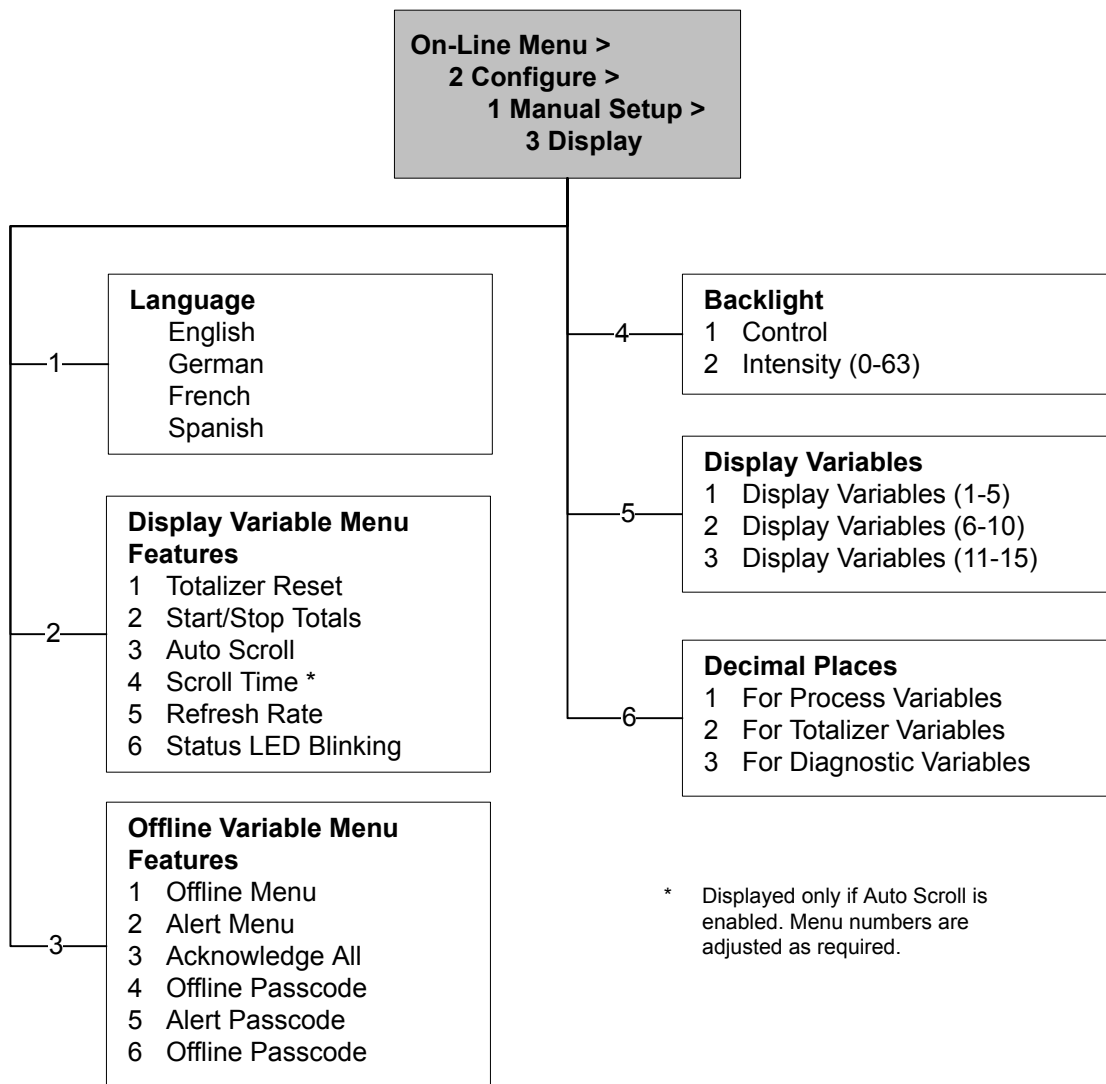 On-Line Menu >
2 Configure >
1 Manual Setup >
3 Display
1
Language
English
German
French
Spanish
2
Display Variable Menu
Features
1 Totalizer Reset
2 Start/Stop Totals
3 Auto Scroll
4 Scroll Time *
5 Refresh Rate
6 Status LED Blinking
3
Offline Variable Menu
Features
1 Offline Menu
2 Alert Menu
3 Acknowledge All
4 Offline Passcode
5 Alert Passcode
6 Offline Passcode
4
Backlight
1 Control
2 Intensity (0-63)
5
Display Variables
1 Display Variables (1-5)
2 Display Variables (6-10)
3 Display Variables (11-15)
6
Decimal Places
1 For Process Variables
2 For Totalizer Variables
3 For Diagnostic Variables
* Displayed only if Auto Scroll is
enabled. Menu numbers are
adjusted as required.